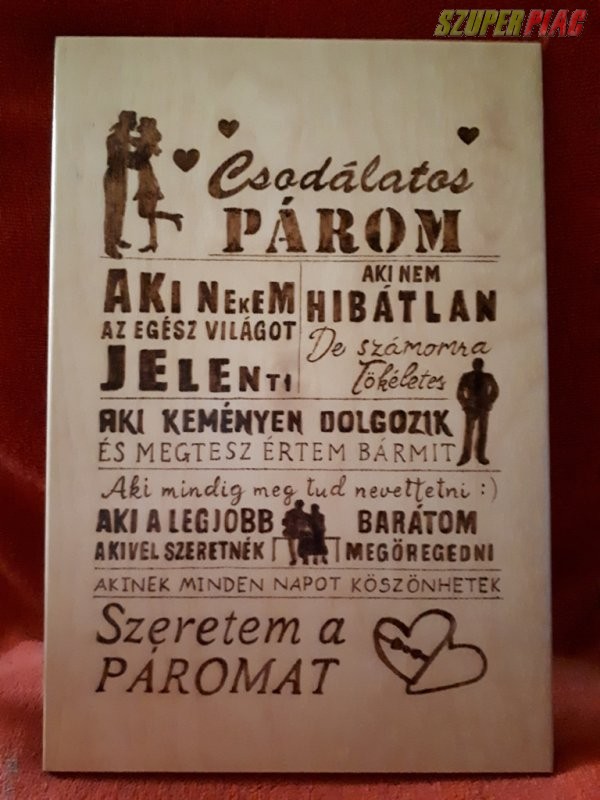 SZUPERPIAC
Csodálatos
PÁROM
AKI NEKEM
AZ EGÉSZ VILÁGOT
JELENTI
AKI NEM
HIBÁTLAN
De számomra
Tökéletes
AKI KEMÉNYEN DOLGOZIK
ÉS MEGTESZ ÉRTEM BÁRMIT
Aki mindig meg tud nevettetni :)
AKI A LEGJOBB BARÁTOM
AKIVEL SZERETNÉK MEGÖREGEDNI
AKINEK MINDEN NAPOT KÖSZÖNHETEK
Szeretem a
PÁROMAT